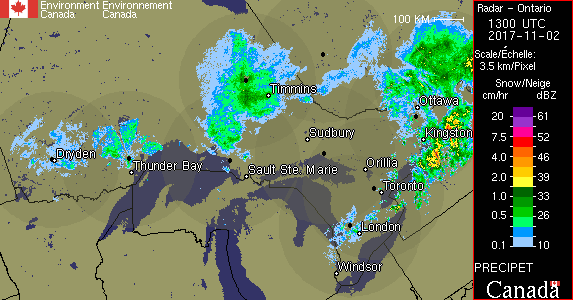 Environment Environnement
Canada Canada
100 KM
Timmins
Ottawa
Sudbury
Kingston
Dryden
Thunder Bay
Sault Ste. Marie
Orillia
Toronto
London
Windsor
Radar - Ontario
1300 UTC
2017-11-02
Scale/Échelle:
3.5 km/Pixel
Snow/Neige
cm/hr dBZ
20 61
7.5 52
4.0 46
2.0 39
1.0 33
0.5 26
0.1 10
PRECIPET
Canada